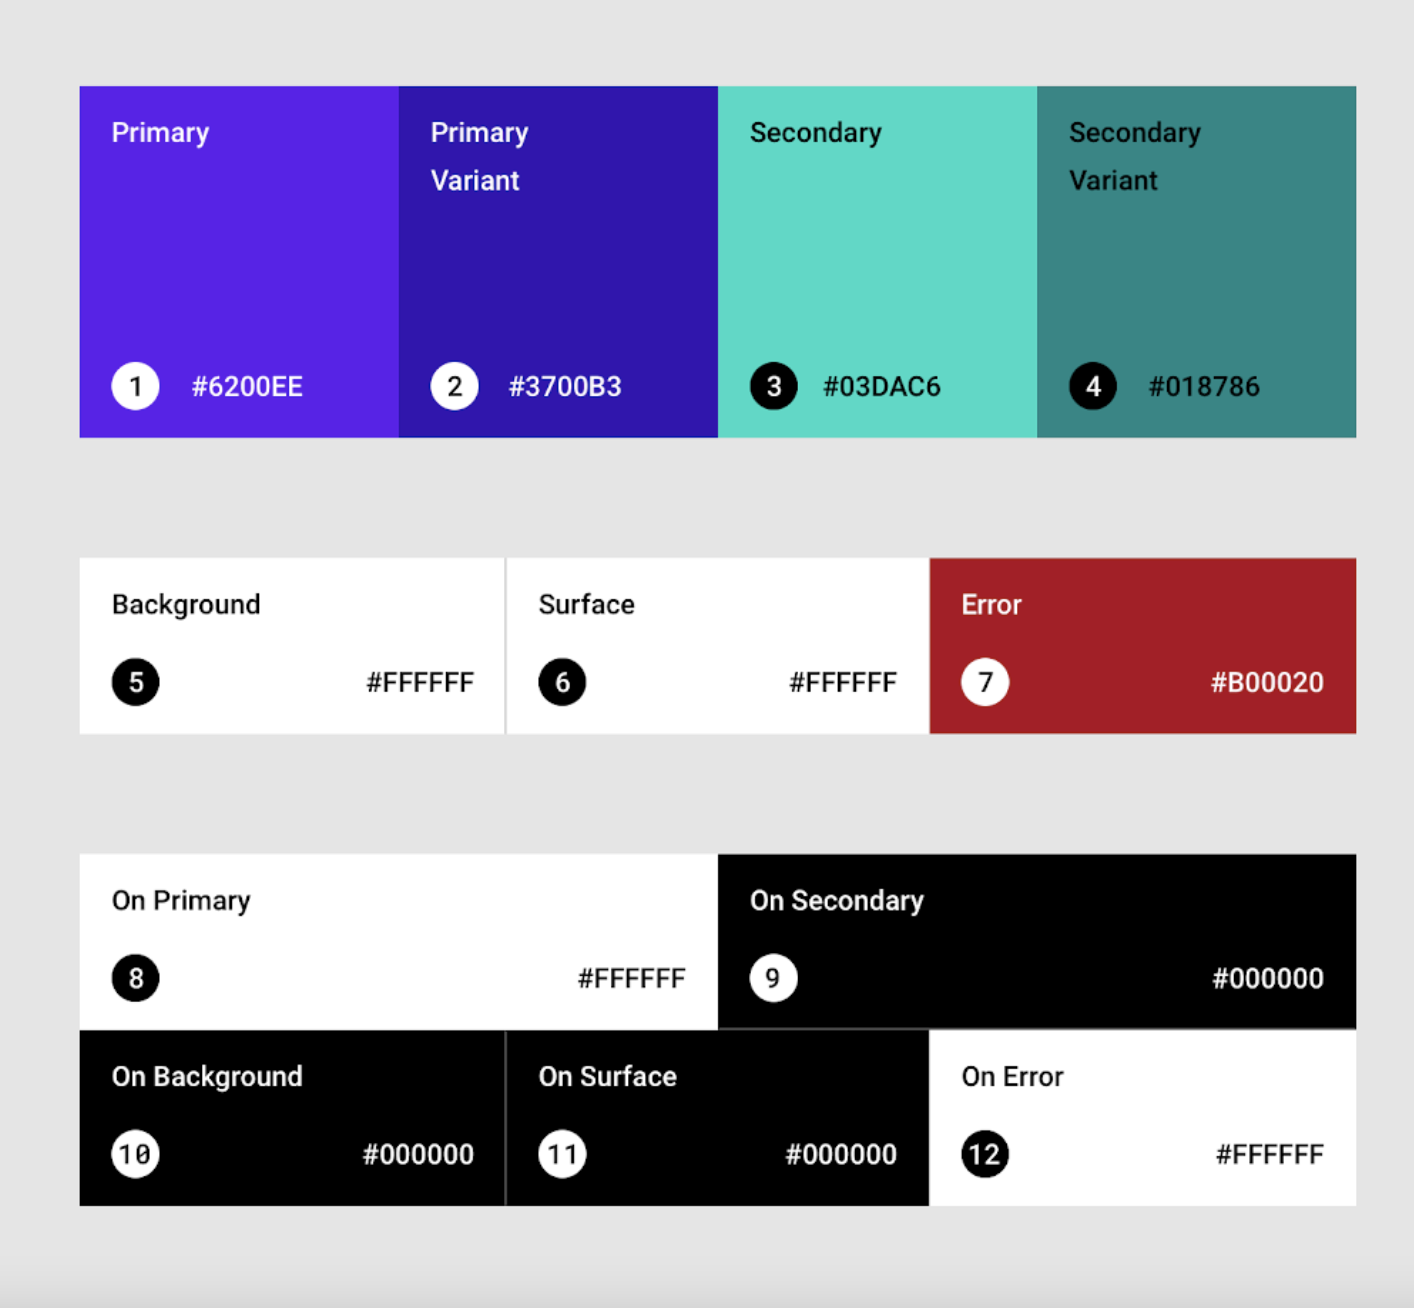 Primary
1 #6200EE
Primary
Variant
2 #3700B3
Secondary
3 #03DAC6
Secondary
Variant
4 #018786
Background
5 #FFFFFF
Surface
6 #FFFFFF
Error
7 #B00020
On Primary
8 #FFFFFF
On Secondary
9 #000000
On Background
10 #000000
On Surface
11 #000000
On Error
12 #FFFFFF